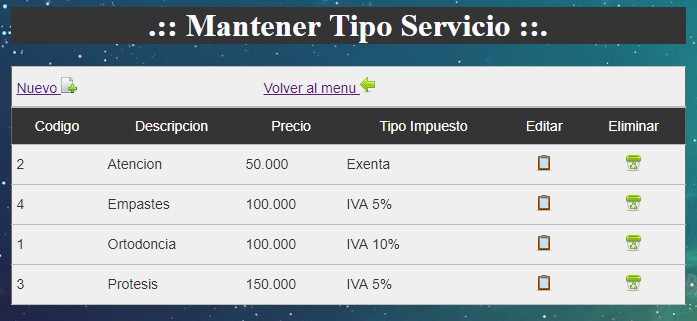 .:: Mantener Tipo Servicio ::.
Nuevo Volver al menu
Codigo Descripcion Precio Tipo Impuesto Editar Eliminar
2 Atencion 50.000 Exenta
4 Empastes 100.000 IVA 5%
1 Ortodoncia 100.000 IVA 10%
3 Protesis 150.000 IVA 5%